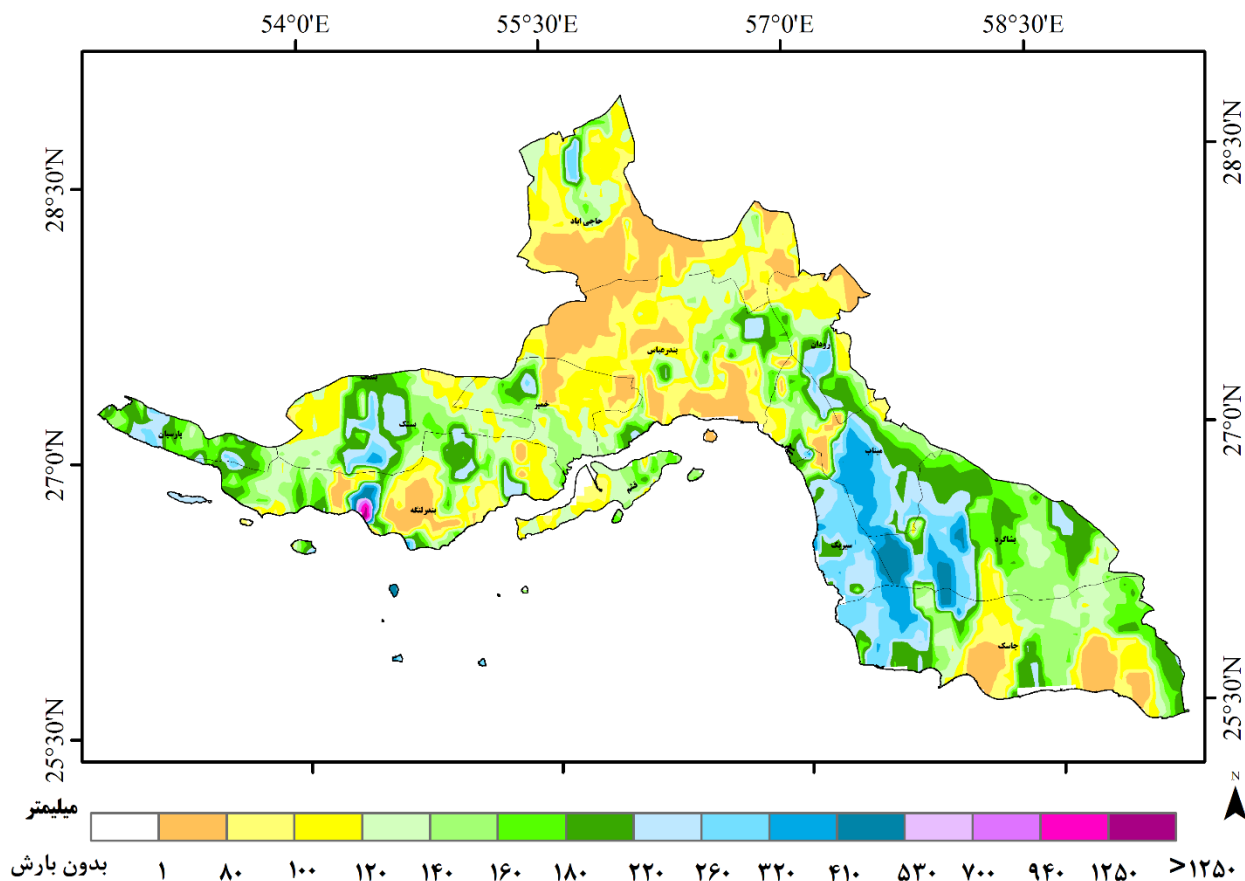 54°0'E 55°30'E 57°0'E 58°30'E
28°30'N 28°30'N
حاجی اباد
بندرعباس رودان
بستک خمیر
27°0'N 27°0'N
پارسیان میناب
قشم
بندرلنگه
سیریک بشاگرد
جاسک
25°30'N 25°30'N
N
میلیمتر
بدون بارش ۱ ۸۰ ۱۰۰ ۱۲۰ ۱۴۰ ۱۶۰ ۱۸۰ ۲۲۰ ۲۶۰ ۳۲۰ ۴۱۰ ۵۳۰ ۷۰۰ ۹۴۰ ۱۲۵۰ >۱۲۵۰